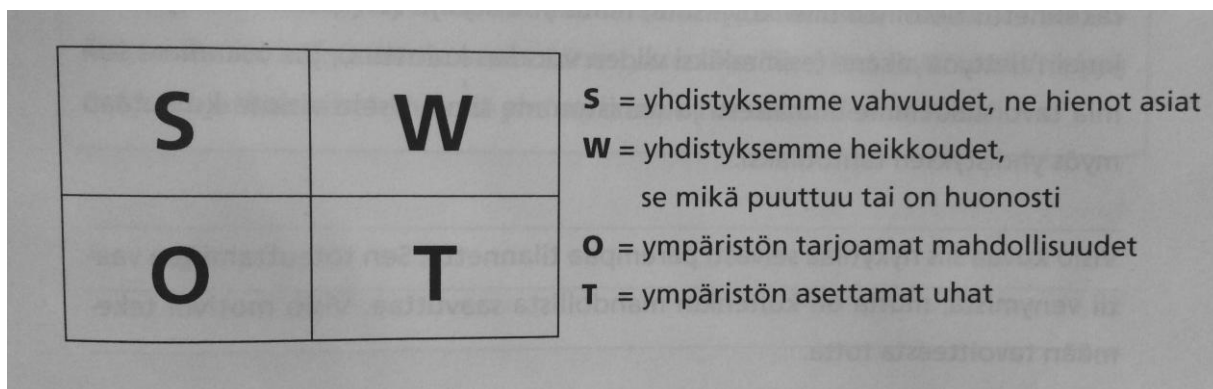 S W
O T
S = yhdistyksemme vahvuudet, ne hienot asiat
W = yhdistyksemme heikkoudet,
se mikä puuttuu tai on huonosti
O = ympäristön tarjoamat mahdollisuudet
T = ympäristön asettamat uhat